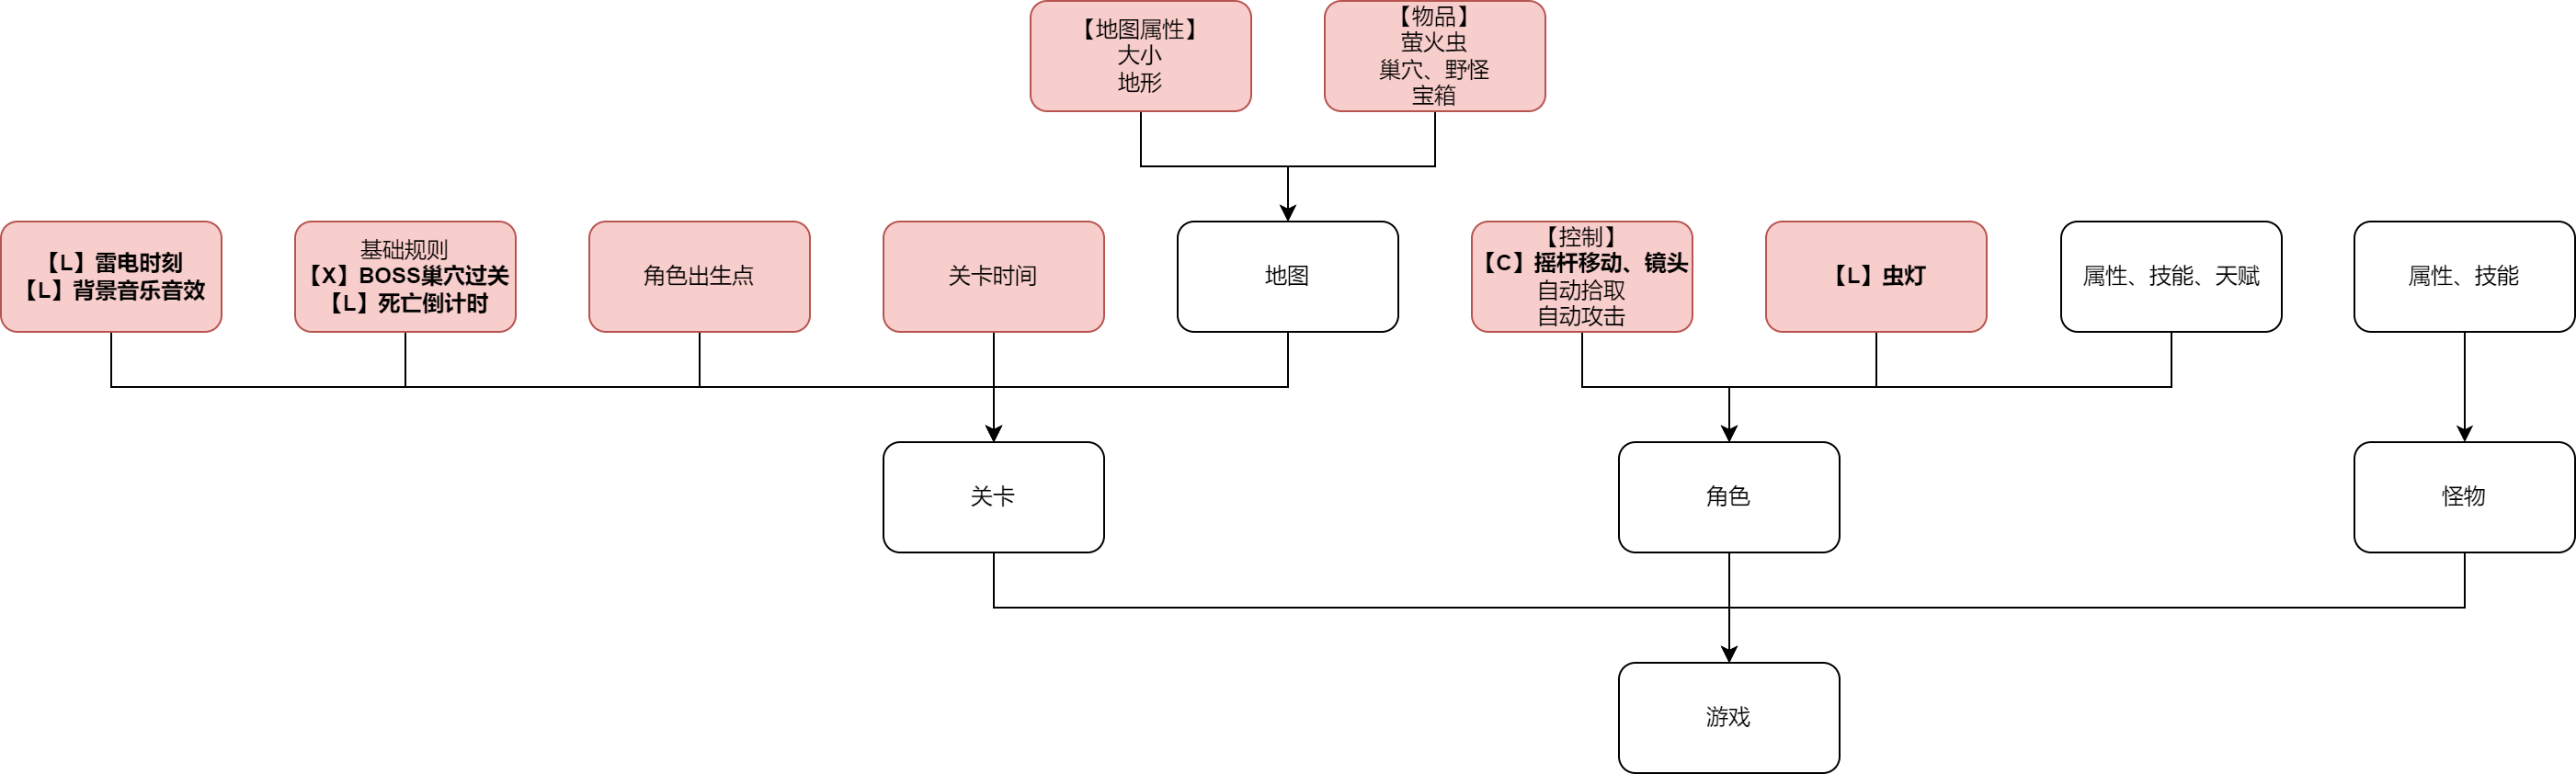 【地图属性】
大小
地形
【物品】
萤火虫
巢穴、野怪
宝箱
【L】雷电时刻
【L】背景音乐音效
基础规则
【X】BOSS巢穴过关
【L】死亡倒计时
角色出生点
关卡时间
地图
【控制】
【C】摇杆移动、镜头
自动拾取
自动攻击
【L】虫灯
属性、技能、天赋
属性、技能
关卡
角色
怪物
游戏